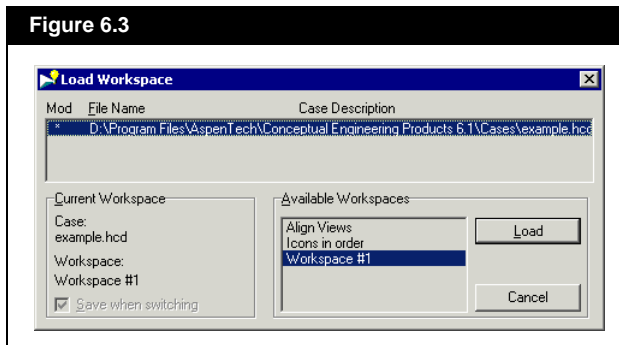 Figure 6.3
Load Workspace
Mod File Name Case Description
* D:\Program Files\AspenTech\Conceptual Engineering Products 6.1\Cases\example.hcd
Current Workspace
Case:
example.hcd
Workspace:
Workspace #1
Save when switching
Available Workspaces
Align Views
Icons in order
Workspace #1
Load
Cancel